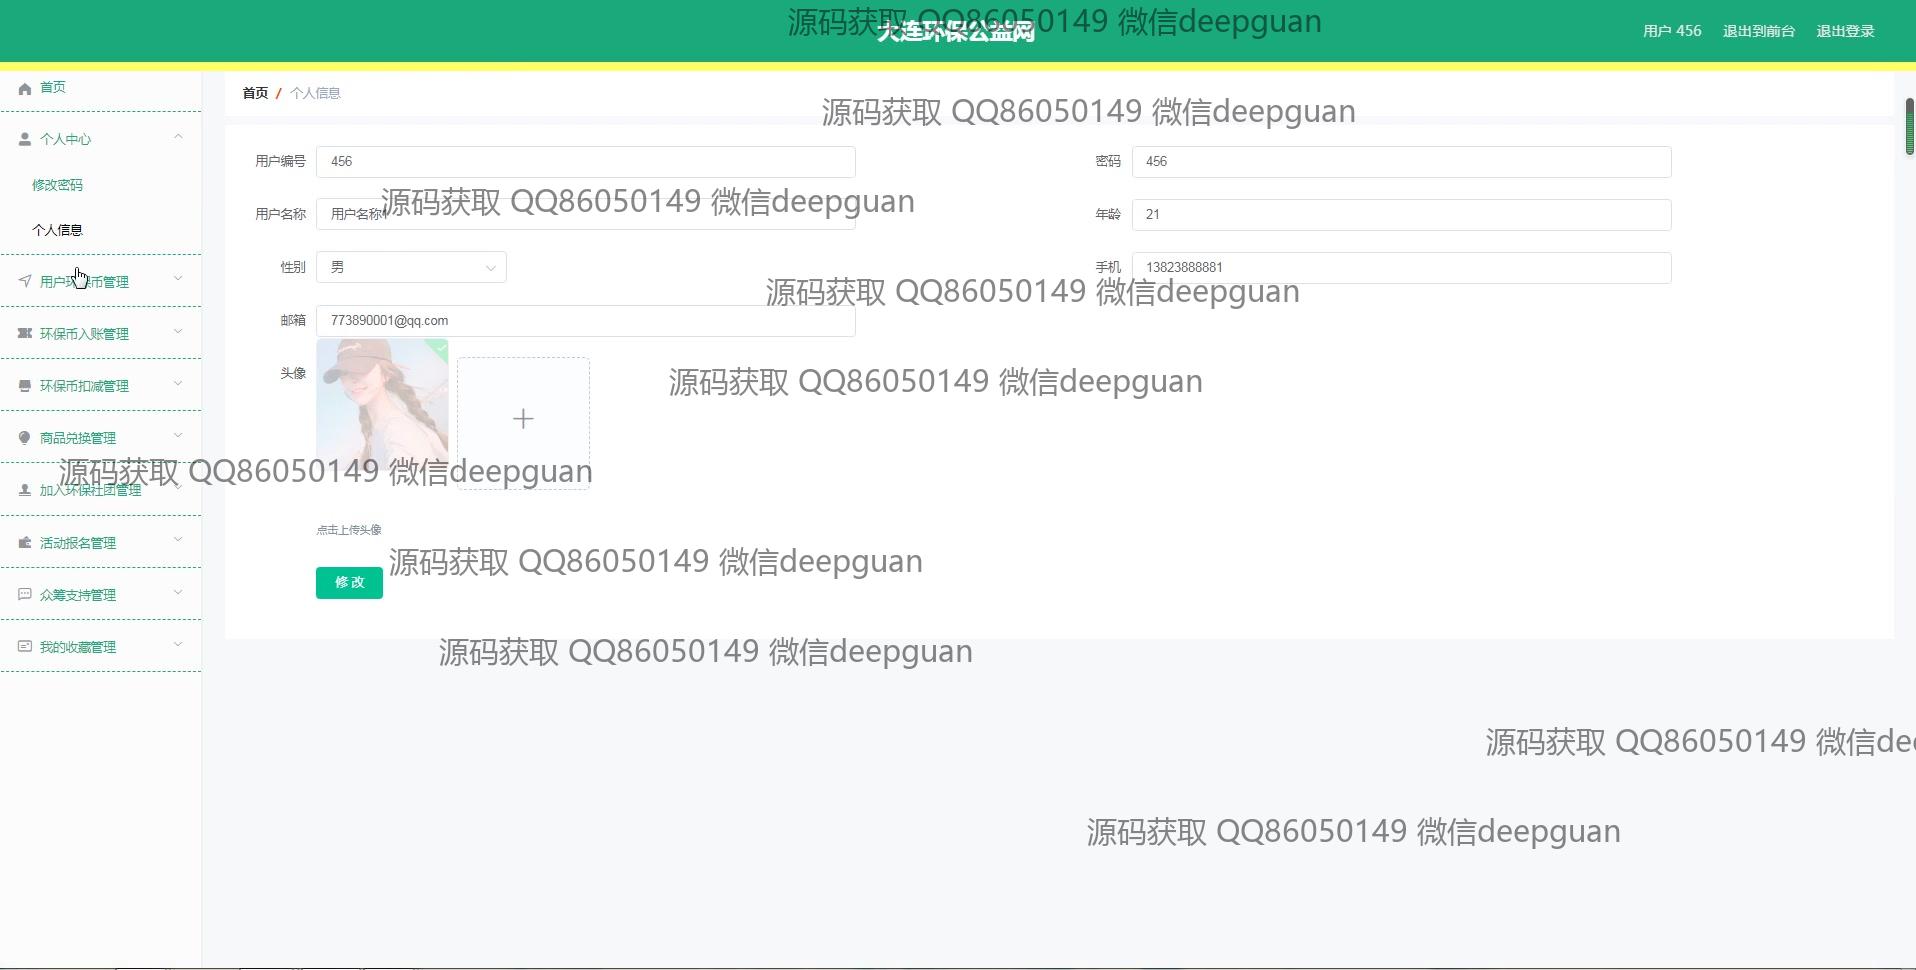 源码获取 QQ86050149 微信deepguan
大连环保公益网
用户 456 退出到前台 退出登录
首页
首页 / 个人信息
源码获取 QQ86050149 微信deepguan
个人中心
用户编号 456 密码 456
修改密码
源码获取 QQ86050149 微信deepguan
用户名称 用户名称 年龄 21
个人信息
性别 男 手机 13823888881
用户环保币管理
源码获取 QQ86050149 微信deepguan
邮箱 773890001@qq.com
环保币入账管理
头像
源码获取 QQ86050149 微信deepguan
环保币扣减管理
商品兑换管理
源码获取 QQ86050149 微信deepguan
加入环保社团管理
点击上传头像
活动报名管理
源码获取 QQ86050149 微信deepguan
修改
众筹支持管理
我的收藏管理
源码获取 QQ86050149 微信deepguan
源码获取 QQ86050149 微信dee
源码获取 QQ86050149 微信deepguan